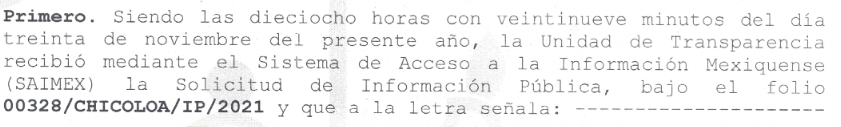 Primero. Siendo las dieciocho horas con veintinueve minutos del día
treinta de noviembre del presente año, la Unidad de Transparencia
recibió mediante el Sistema de Acceso a la Información Mexiquense
(SAIMEX) la Solicitud de Información Pública, bajo el folio
00328/CHICOLOA/IP/2021 y que a la letra señala: ---------------------